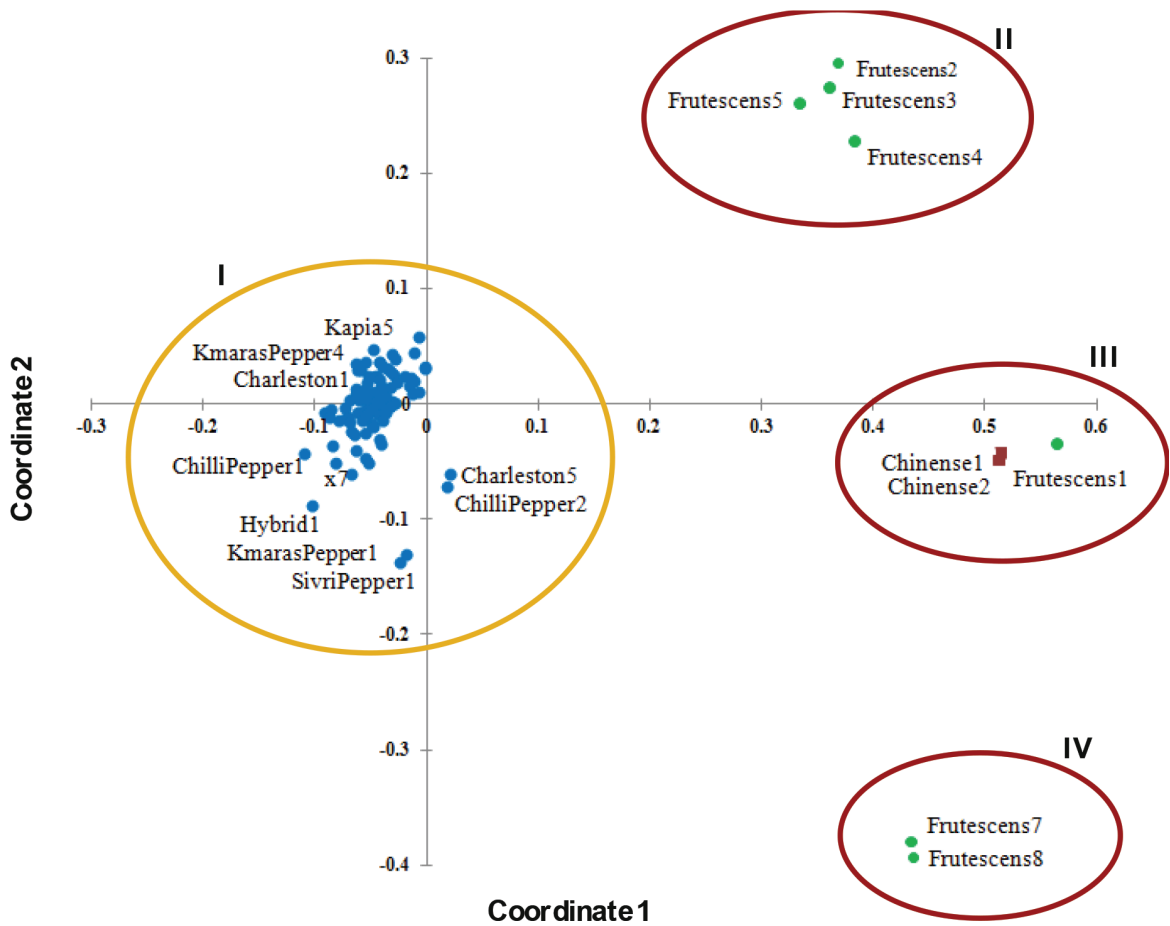 II
0.3
Frutescens2
Frutescens5
Frutescens3
Frutescens4
0.2
I
0.1
Kapia5
KmarasPepper4
Charleston1
III
0
-0.3
-0.2
-0.1
0
0.1
0.2
0.3
0.4
0.5
0.6
Coordinate 2
ChilliPepper1
x7
Charleston5
ChilliPepper2
Chinense1
Chinense2
Frutescens1
-0.1
Hybrid1
KmarasPepper1
SivriPepper1
-0.2
-0.3
IV
Frutescens7
Frutescens8
-0.4
Coordinate 1